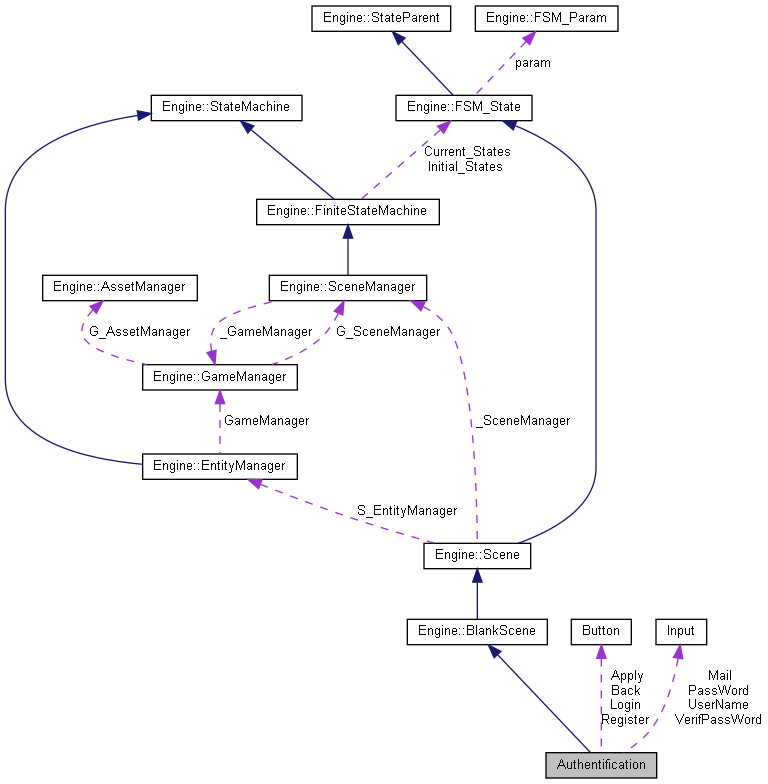 Engine::StateParent
Engine::FSM_Param
param
Engine::StateMachine
Engine::FSM_State
Current_States
Initial_States
Engine::FiniteStateMachine
Engine::AssetManager
Engine::SceneManager
G_AssetManager
_GameManager
G_SceneManager
Engine::GameManager
GameManager
_SceneManager
Engine::EntityManager
S_EntityManager
Engine::Scene
Engine::BlankScene
Button
Input
Apply
Back
Login
Register
Mail
PassWord
UserName
VerifPassWord
Authentification